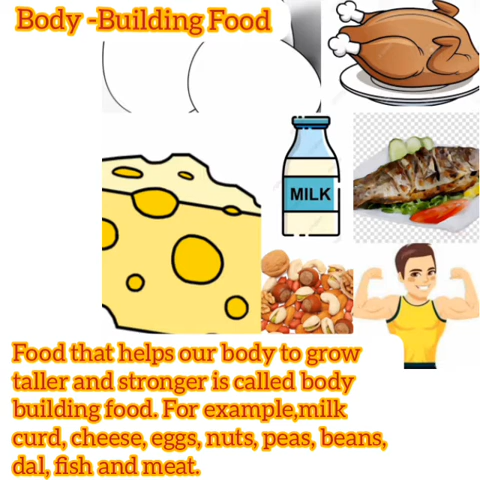 Body -Building Food
MILK
Food that helps our body to grow
taller and stronger is called body
building food. For example,milk
curd, cheese, eggs, nuts, peas, beans,
dal, fish and meat.